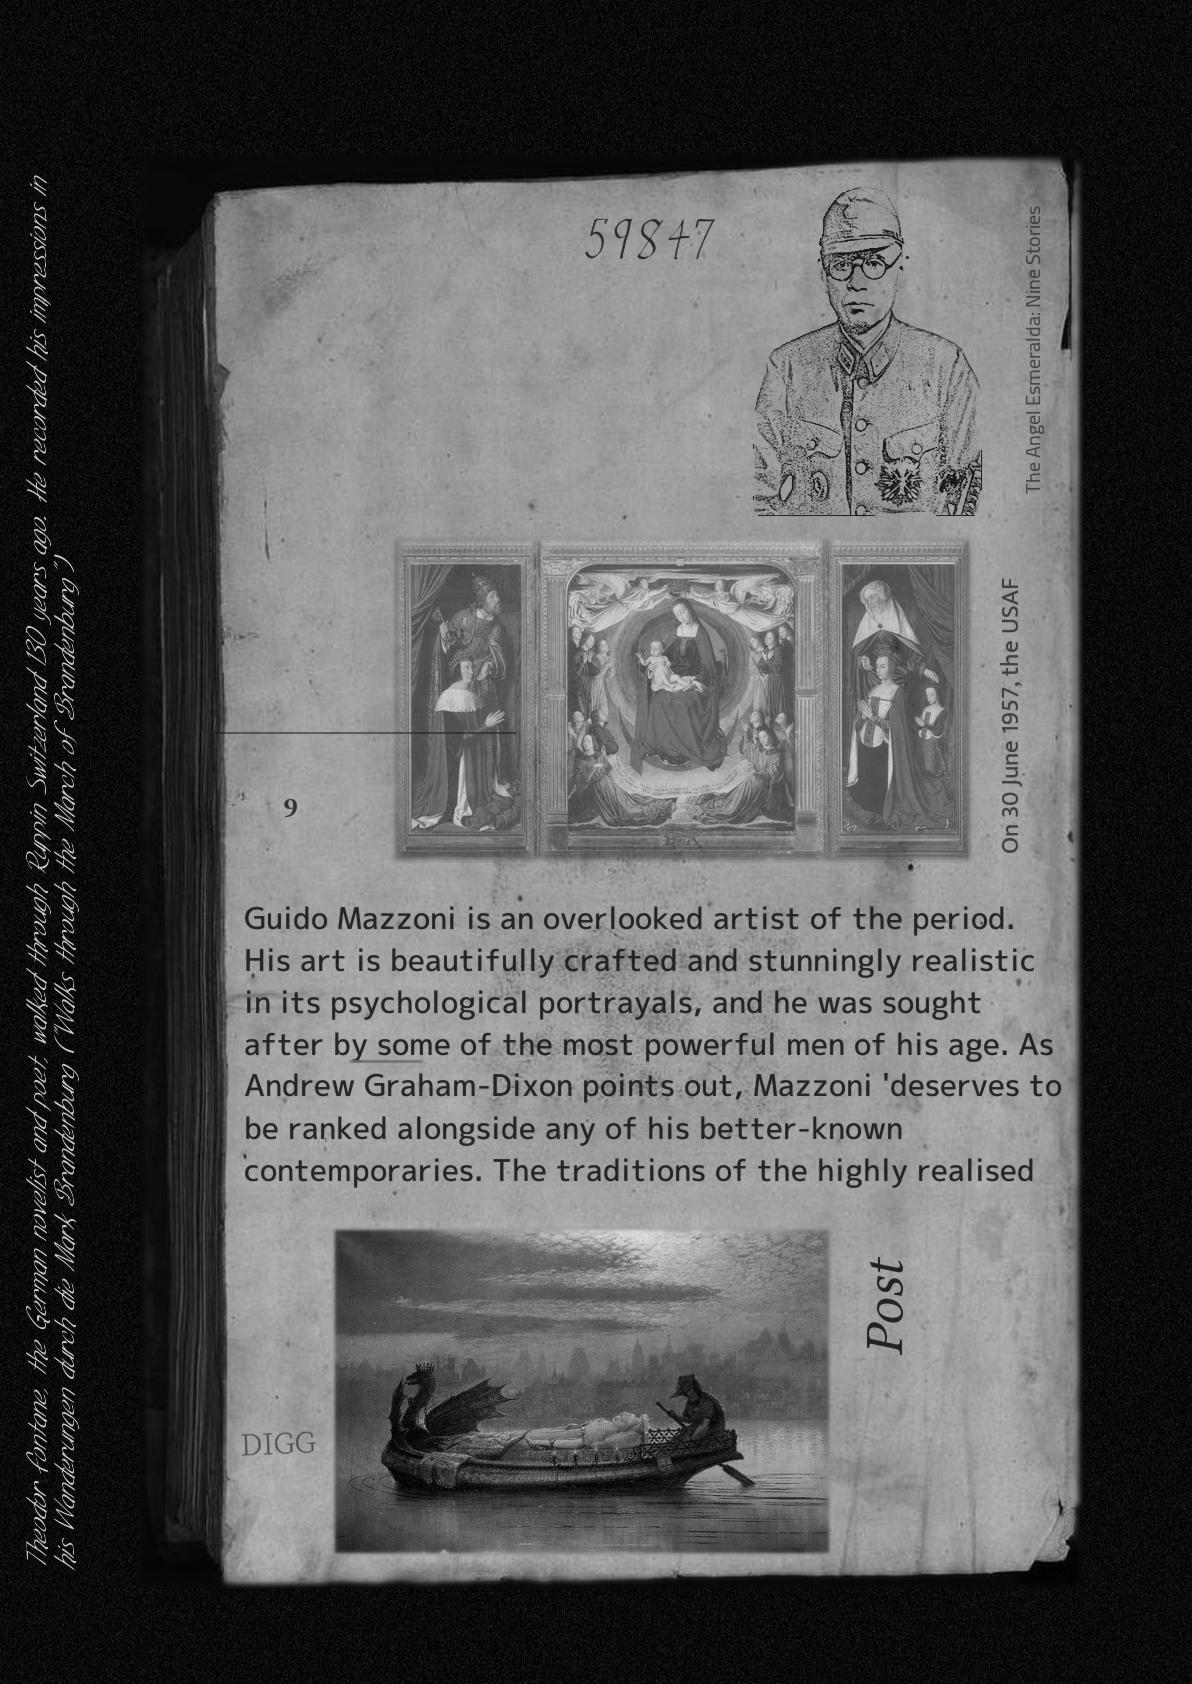 59847
The Angel Esmeralda: Nine Stories
On 30 June 1957, the USAF
9
Guido Mazzoni is an overlooked artist of the period.
His art is beautifully crafted and stunningly realistic
in its psychological portrayals, and he was sought
after by some of the most powerful men of his age. As
Andrew Graham-Dixon points out, Mazzoni 'deserves to
be ranked alongside any of his better-known
contemporaries. The traditions of the highly realised
Post
DIGG
Theodor Fontane, the German novelist and poet, walked through Ruppin Switzerland 130 years ago. He recorded his impressions in
his Wanderungen durch die Mark Brandenburg ("Walks through the March of Brandenburg")